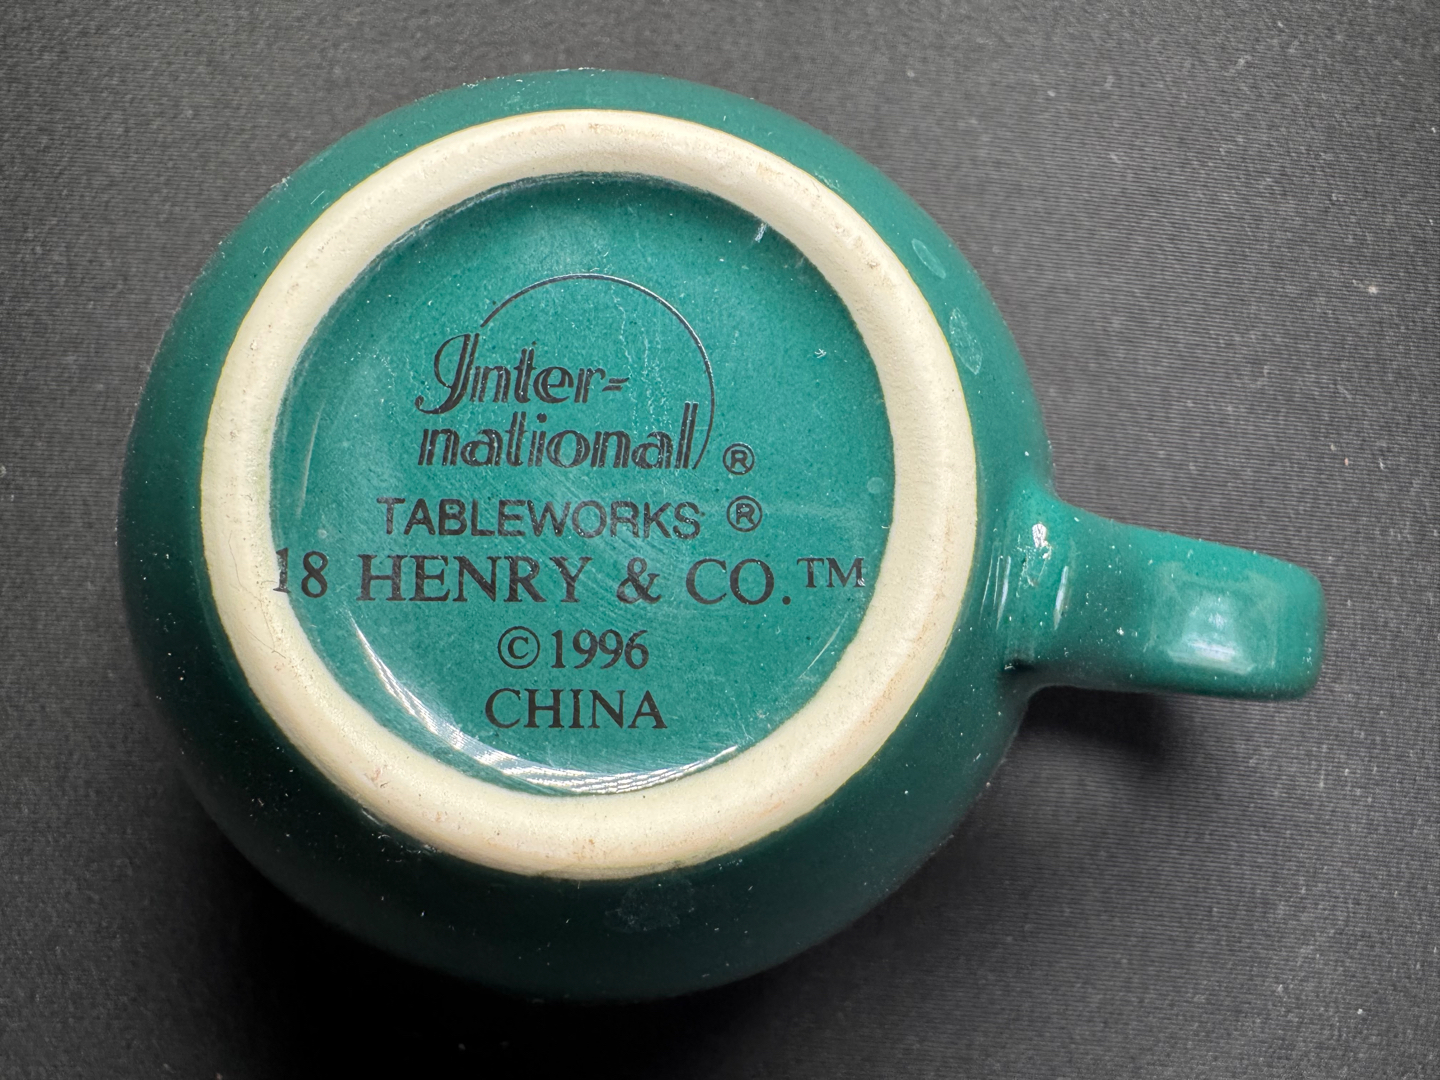 Inter-
national ®
TABLEWORKS ®
18 HENRY & CO.™
©1996
CHINA